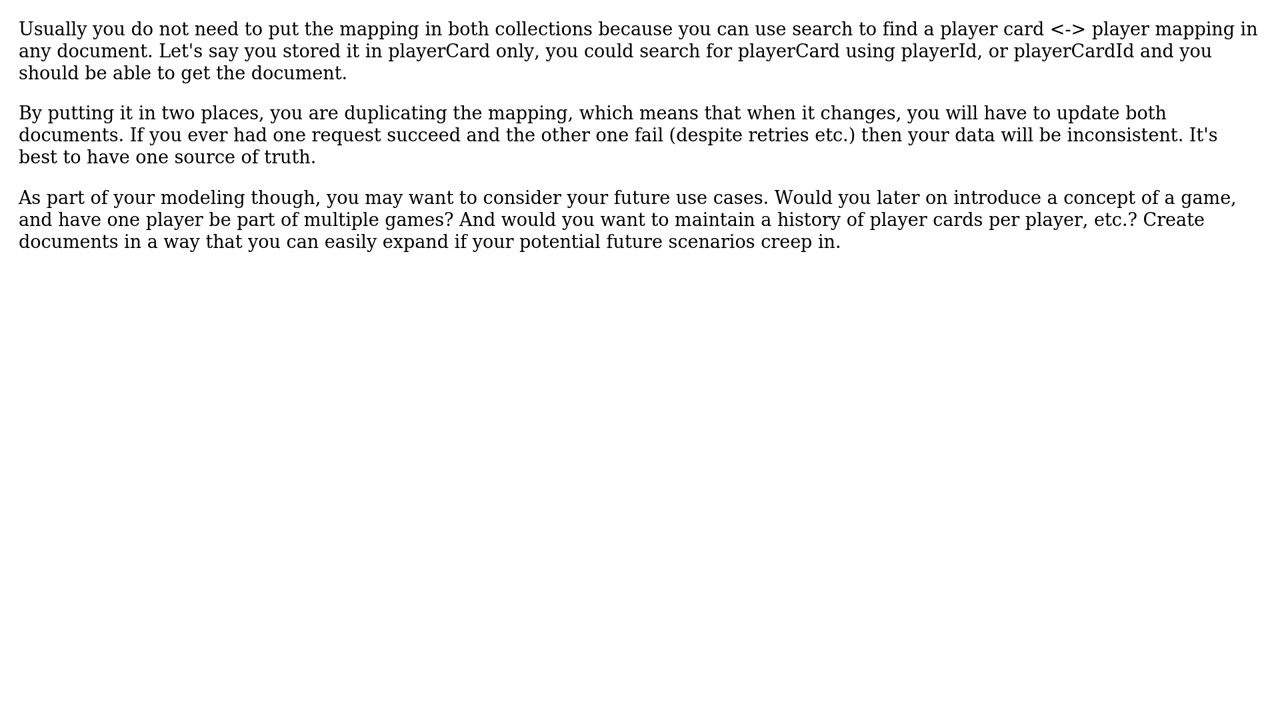 Usually you do not need to put the mapping in both collections because you can use search to find a player card <-> player mapping in
any document. Let's say you stored it in playerCard only, you could search for playerCard using playerId, or playerCardId and you
should be able to get the document.
By putting it in two places, you are duplicating the mapping, which means that when it changes, you will have to update both
documents. If you ever had one request succeed and the other one fail (despite retries etc.) then your data will be inconsistent. It's
best to have one source of truth.
As part of your modeling though, you may want to consider your future use cases. Would you later on introduce a concept of a game,
and have one player be part of multiple games? And would you want to maintain a history of player cards per player, etc.? Create
documents in a way that you can easily expand if your potential future scenarios creep in.